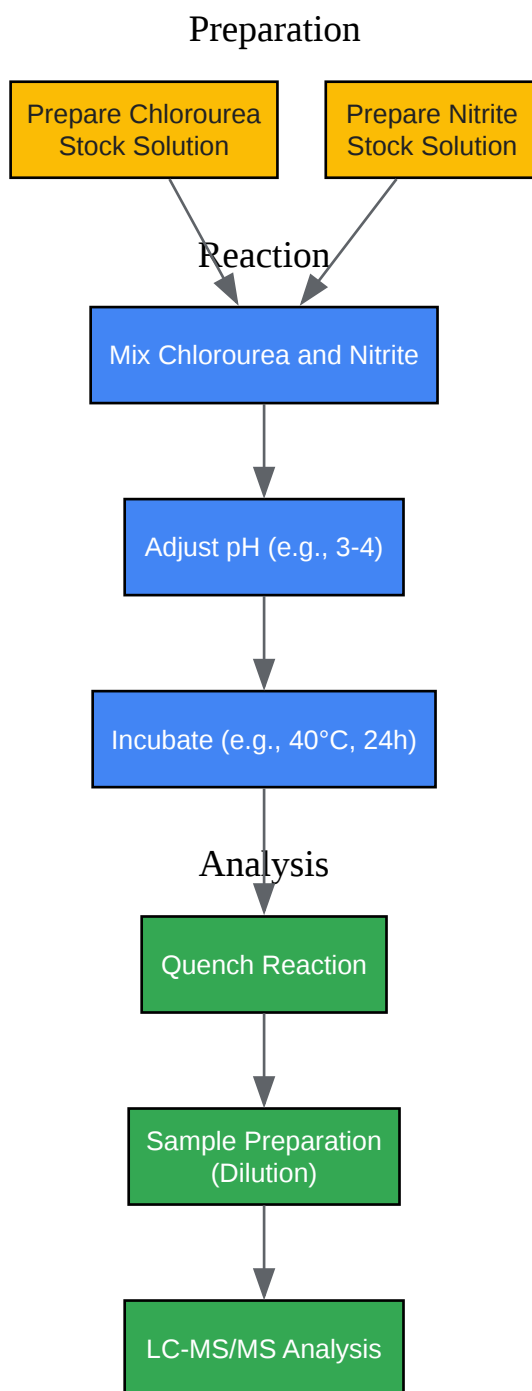 Preparation
Prepare Chlorourea
Stock Solution
Prepare Nitrite
Stock Solution
Reaction
Mix Chlorourea and Nitrite
Adjust pH (e.g., 3-4)
Incubate (e.g., 40°C, 24h)
Analysis
Quench Reaction
Sample Preparation
(Dilution)
LC-MS/MS Analysis